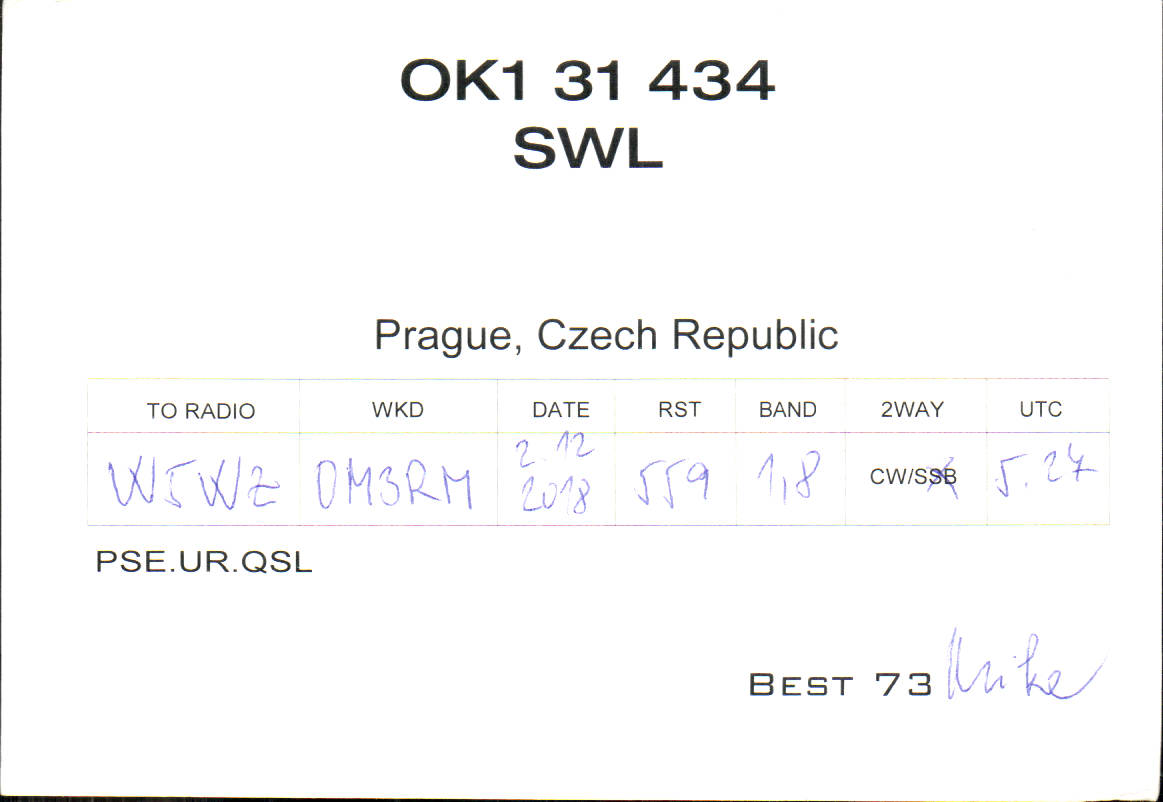 OK1 31 434
SWL
Prague, Czech Republic
TO RADIO WKD DATE RST BAND 2WAY UTC
W5WZ OM3RM 2.12 2018 559 1,8 CW/SSB 5.27
PSE.UR.QSL
BEST 73 Mike